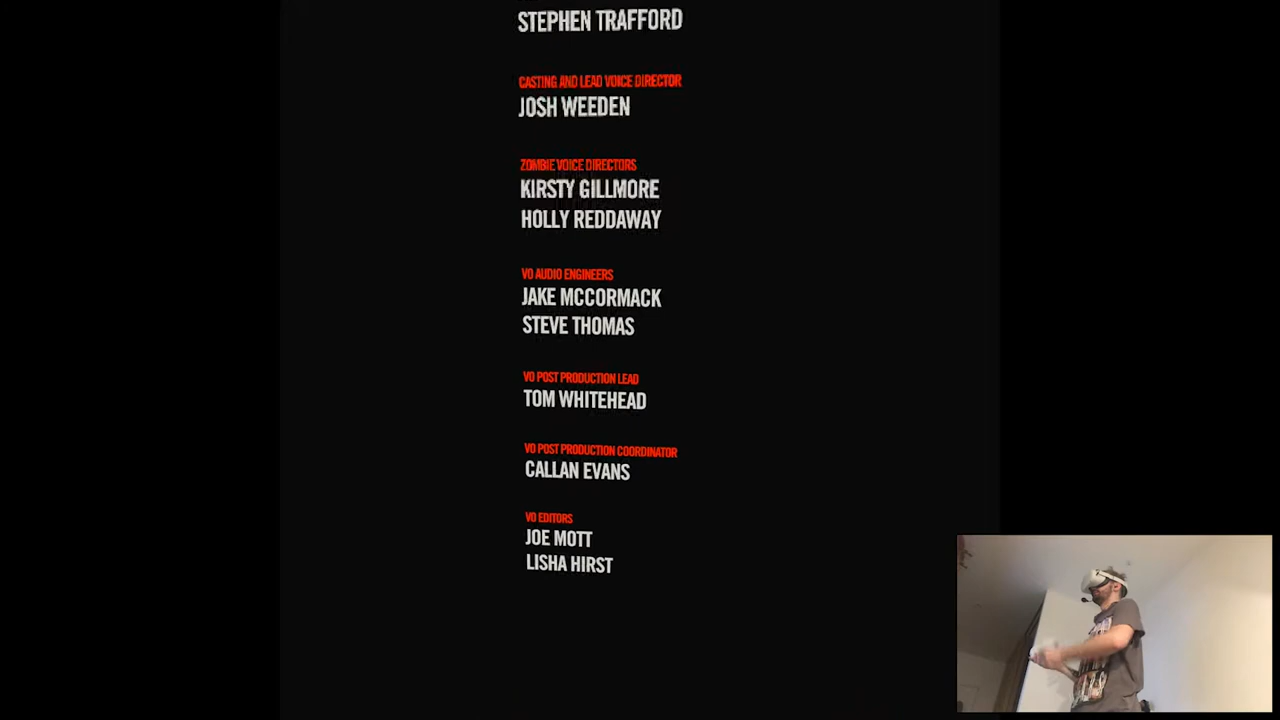 STEPHEN TRAFFORD
CASTING AND LEAD VOICE DIRECTOR
JOSH WEEDEN
ZOMBIE VOICE DIRECTORS
KIRSTY GILLMORE
HOLLY REDDAWAY
VO AUDIO ENGINEERS
JAKE MCCORMACK
STEVE THOMAS
VO POST PRODUCTION LEAD
TOM WHITEHEAD
VO POST PRODUCTION COORDINATOR
CALLAN EVANS
VO EDITORS
JOE MOTT
LISHA HIRST